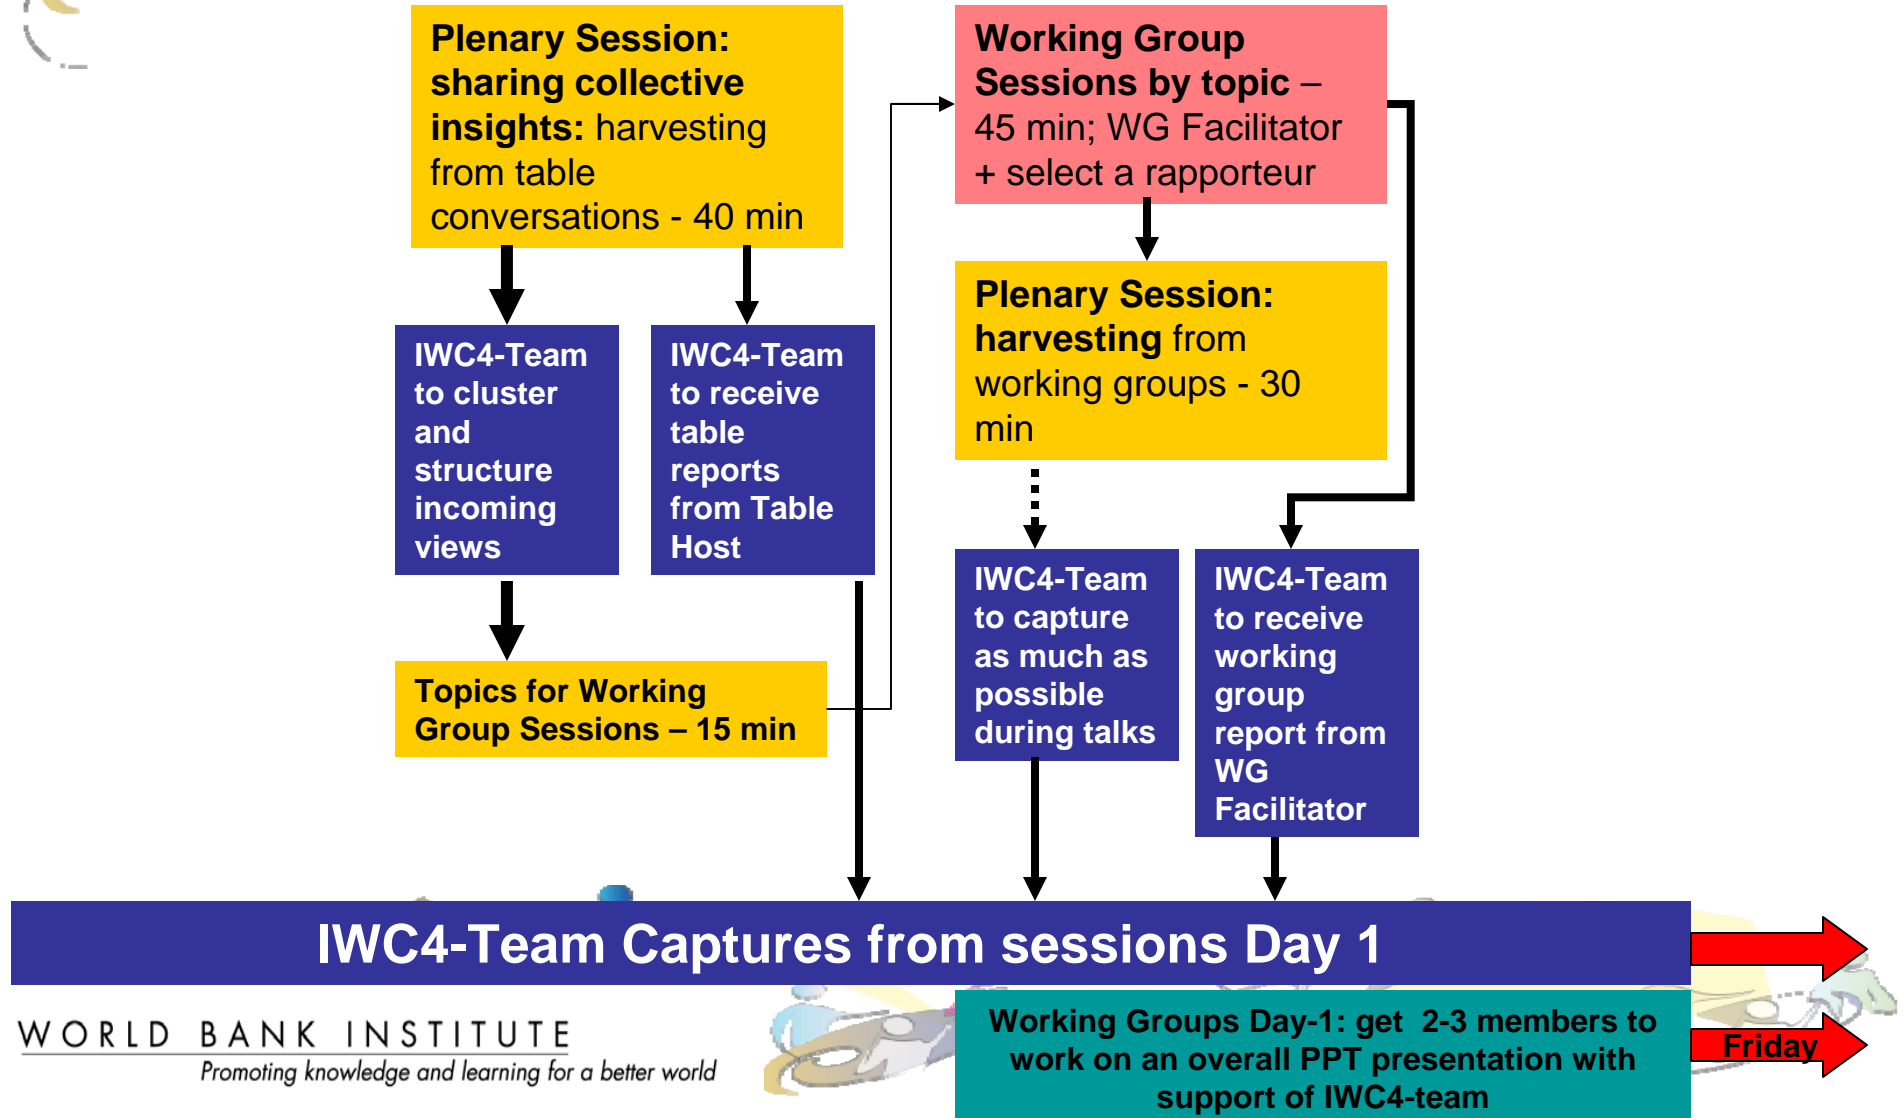 Plenary Session:
sharing collective
insights: harvesting
from table
conversations - 40 min
IWC4-Team
to cluster
and
structure
incoming
views
IWC4-Team
to receive
table
reports
from Table
Host
Topics for Working
Group Sessions – 15 min
Working Group
Sessions by topic –
45 min; WG Facilitator
+ select a rapporteur
Plenary Session:
harvesting from
working groups - 30
min
IWC4-Team
to capture
as much as
possible
during talks
IWC4-Team
to receive
working
group
report from
WG
Facilitator
IWC4-Team Captures from sessions Day 1
Working Groups Day-1: get 2-3 members to
work on an overall PPT presentation with
support of IWC4-team
Friday
WORLD BANK INSTITUTE
Promoting knowledge and learning for a better world